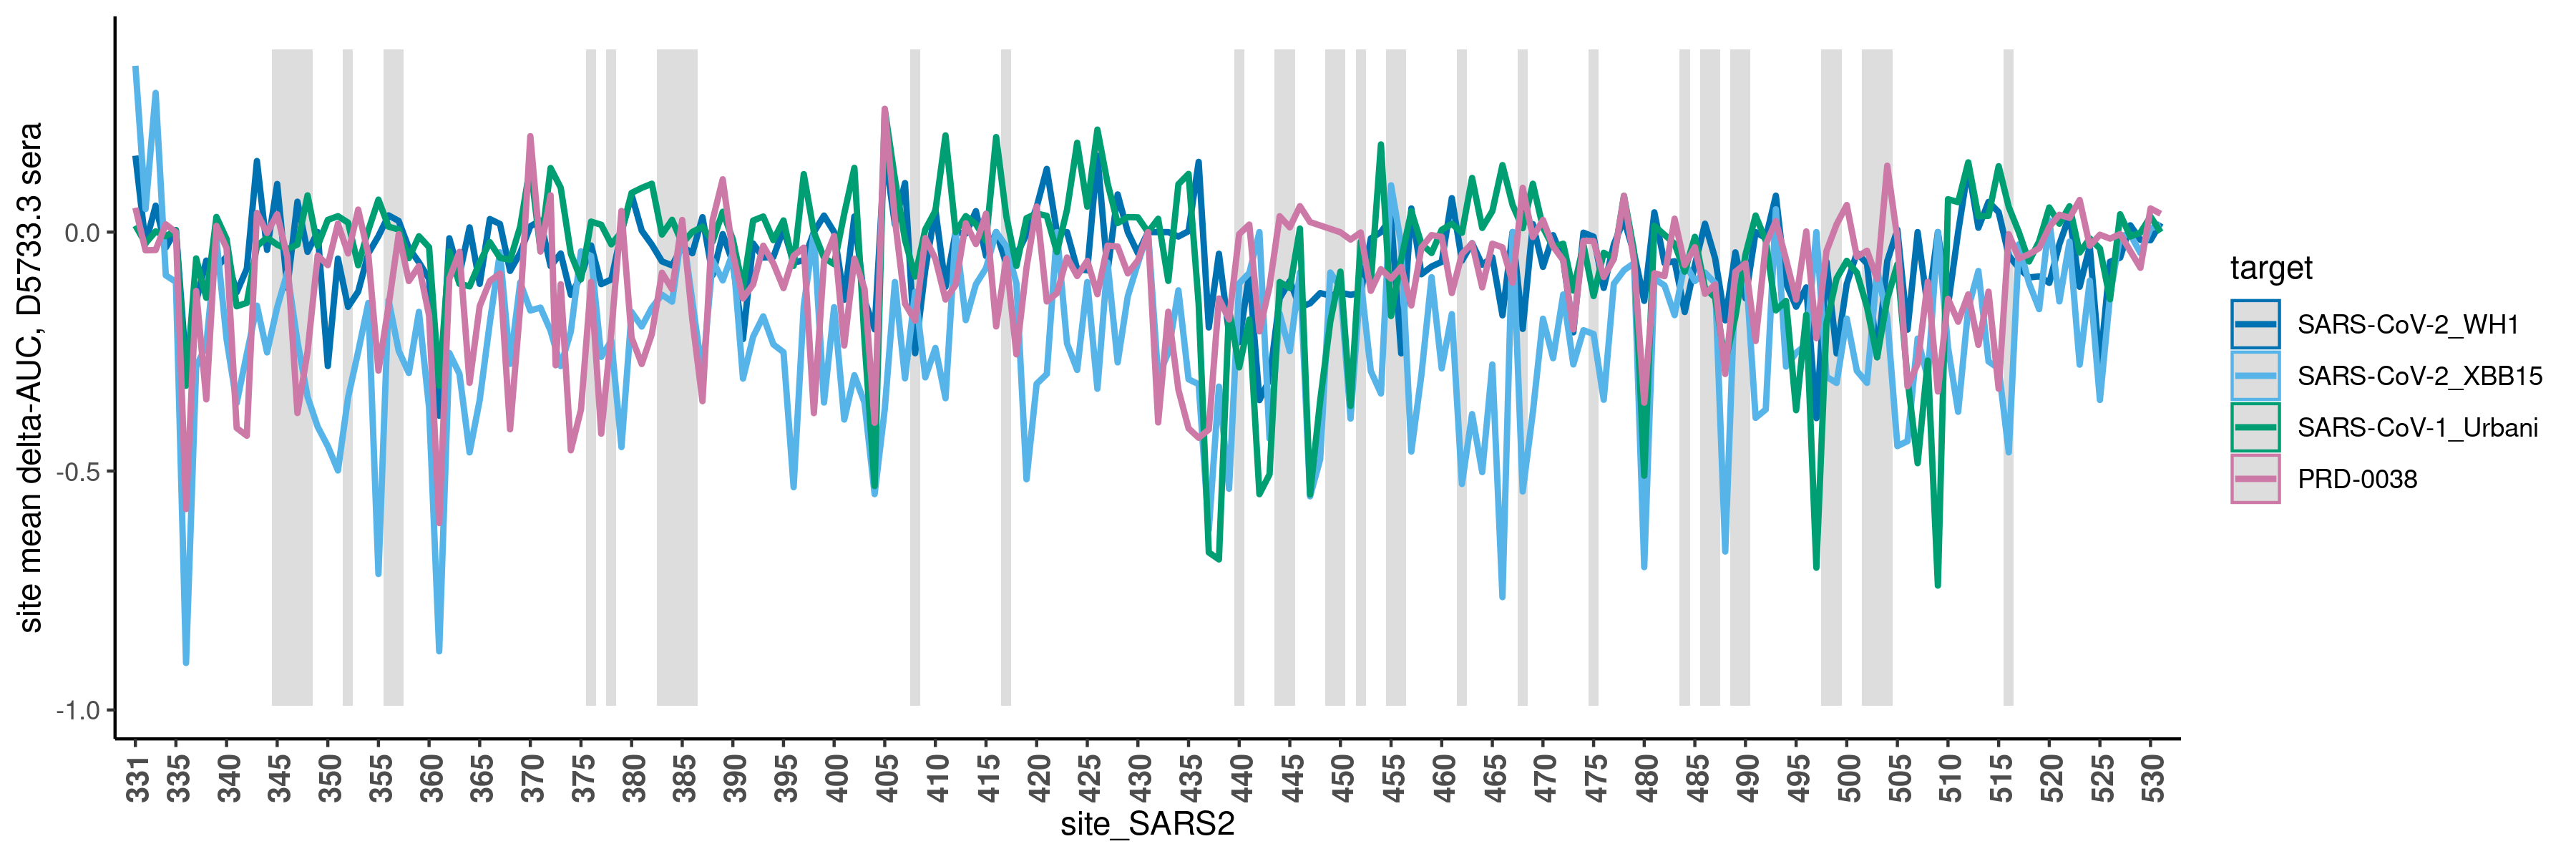 site mean delta-AUC, D5733.3 sera
0.0
-0.5
-1.0
331 335 340 345 350 355 360 365 370 375 380 385 390 395 400 405 410 415 420 425 430 435 440 445 450 455 460 465 470 475 480 485 490 495 500 505 510 515 520 525 530
site_SARS2
target
SARS-CoV-2_WH1
SARS-CoV-2_XBB15
SARS-CoV-1_Urbani
PRD-0038